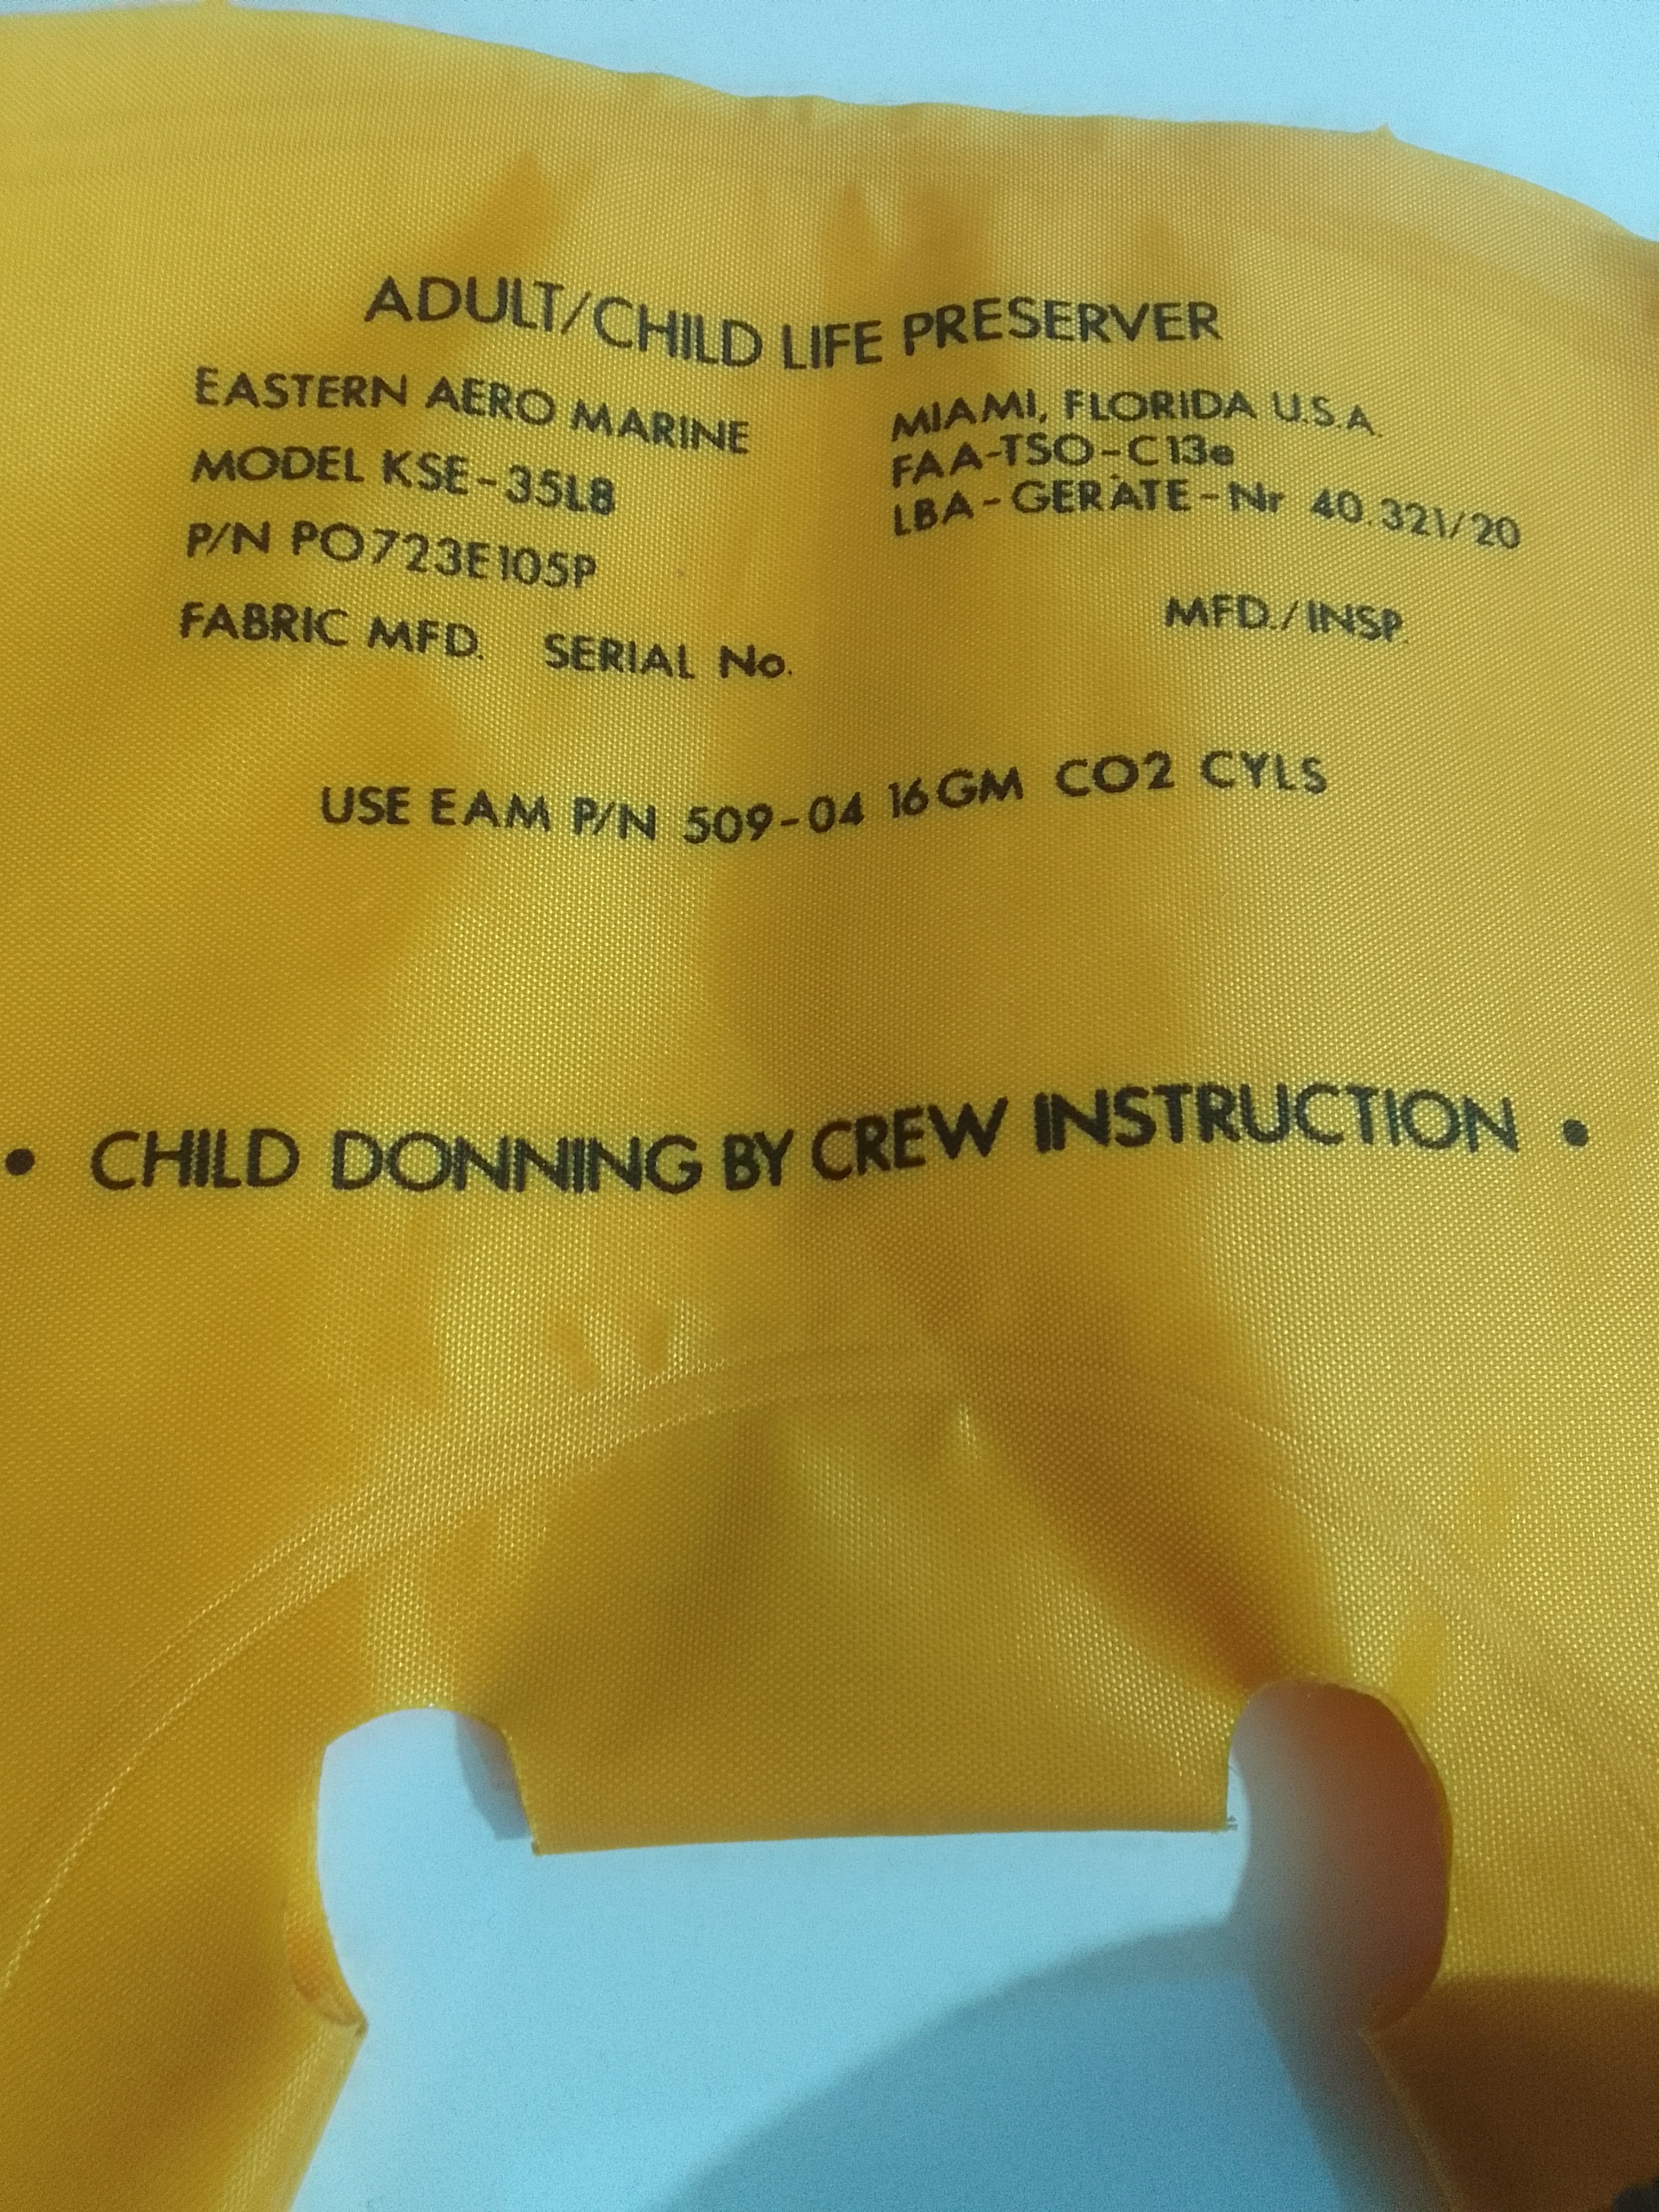 ADULT/CHILD LIFE PRESERVER
EASTERN AERO MARINE
MODEL KSE-35L8
P/N PO723E105P
FABRIC MFD. SERIAL No.
MIAMI, FLORIDA U.S.A.
FAA-TSO-C13e
LBA-GERÄTE-Nr 40.321/20
MFD./INSP.
USE EAM P/N 509-04 16GM CO2 CYLS
• CHILD DONNING BY CREW INSTRUCTION •